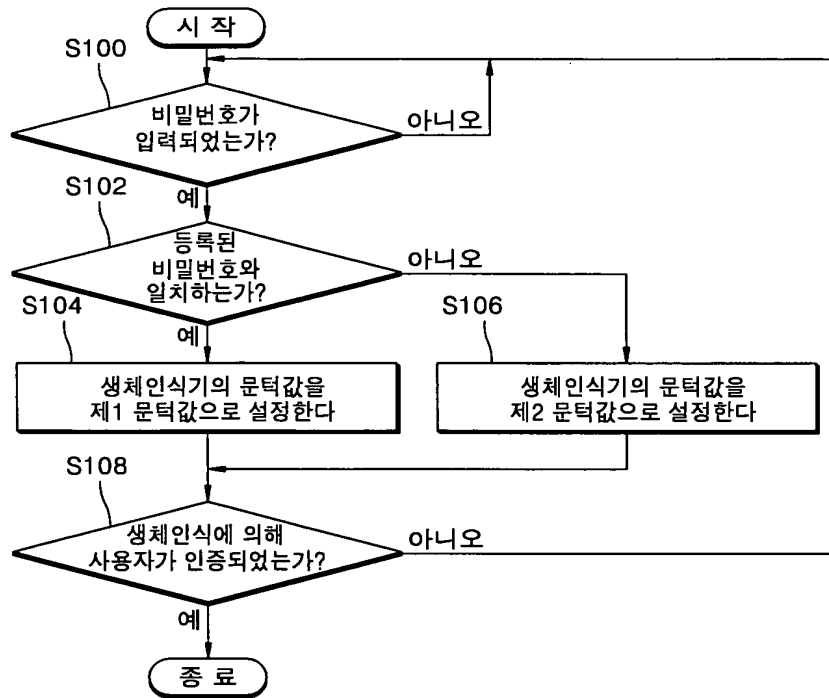 시 작
S100
비밀번호가
입력되었는가?
아니오
예
S102
등록된
비밀번호와
일치하는가?
아니오
예
S104
생체인식기의 문턱값을
제1 문턱값으로 설정한다
S106
생체인식기의 문턱값을
제2 문턱값으로 설정한다
S108
생체인식에 의해
사용자가 인증되었는가?
아니오
예
종 료